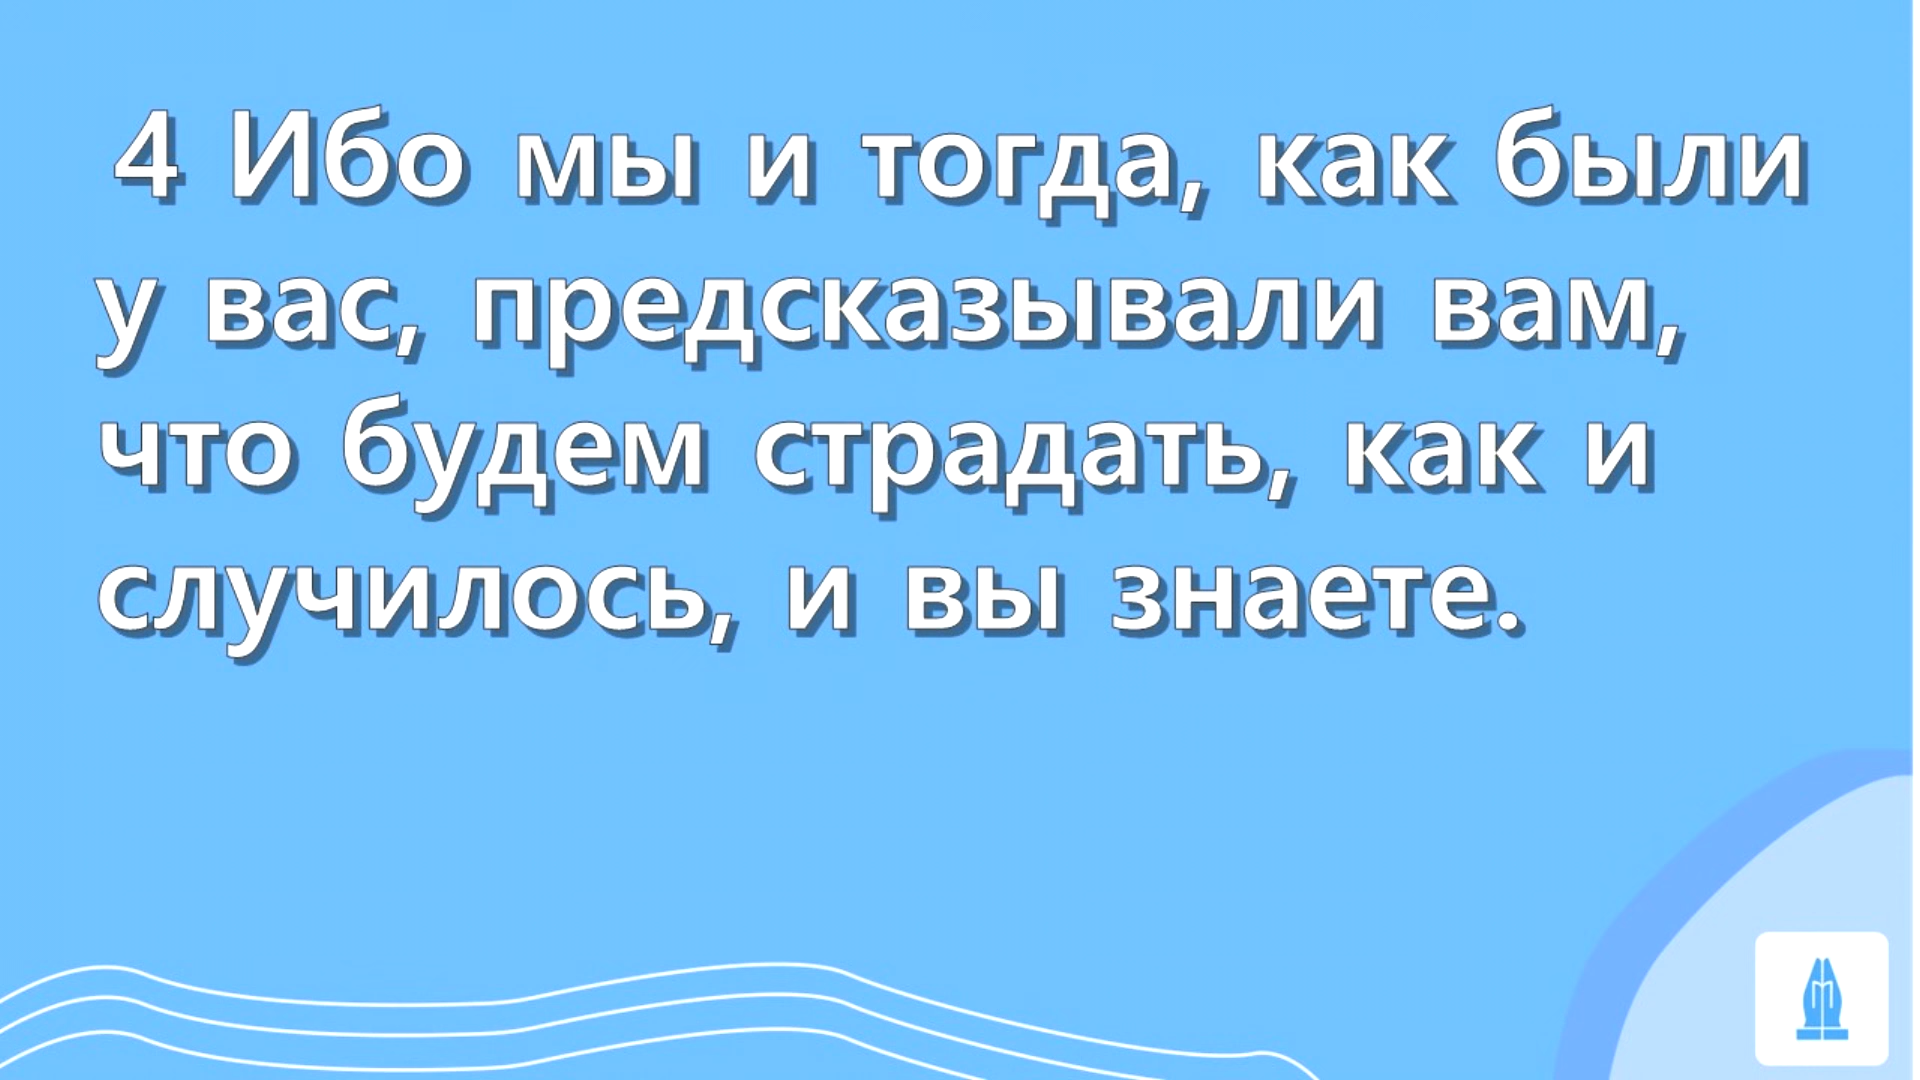 4 Ибо мы и тогда, как были
у вас, предсказывали вам,
что будем страдать, как и
случилось, и вы знаете.